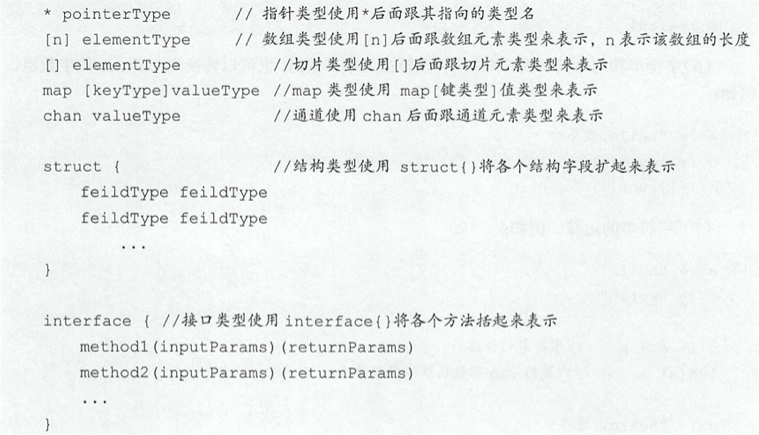 * pointerType // 指针类型使用*后面跟其指向的类型名
[n] elementType // 数组类型使用[n]后面跟数组元素类型来表示，n 表示该数组的长度
[] elementType //切片类型使用[]后面跟切片元素类型来表示
map [keyType]valueType //map 类型使用 map[键类型]值类型来表示
chan valueType //通道使用 chan 后面跟通道元素类型来表示
struct { //结构类型使用 struct{}将各个结构字段扩起来表示
feildType feildType
feildType feildType
...
}
interface { //接口类型使用 interface{}将各个方法括起来表示
method1(inputParams)(returnParams)
method2(inputParams)(returnParams)
...
}